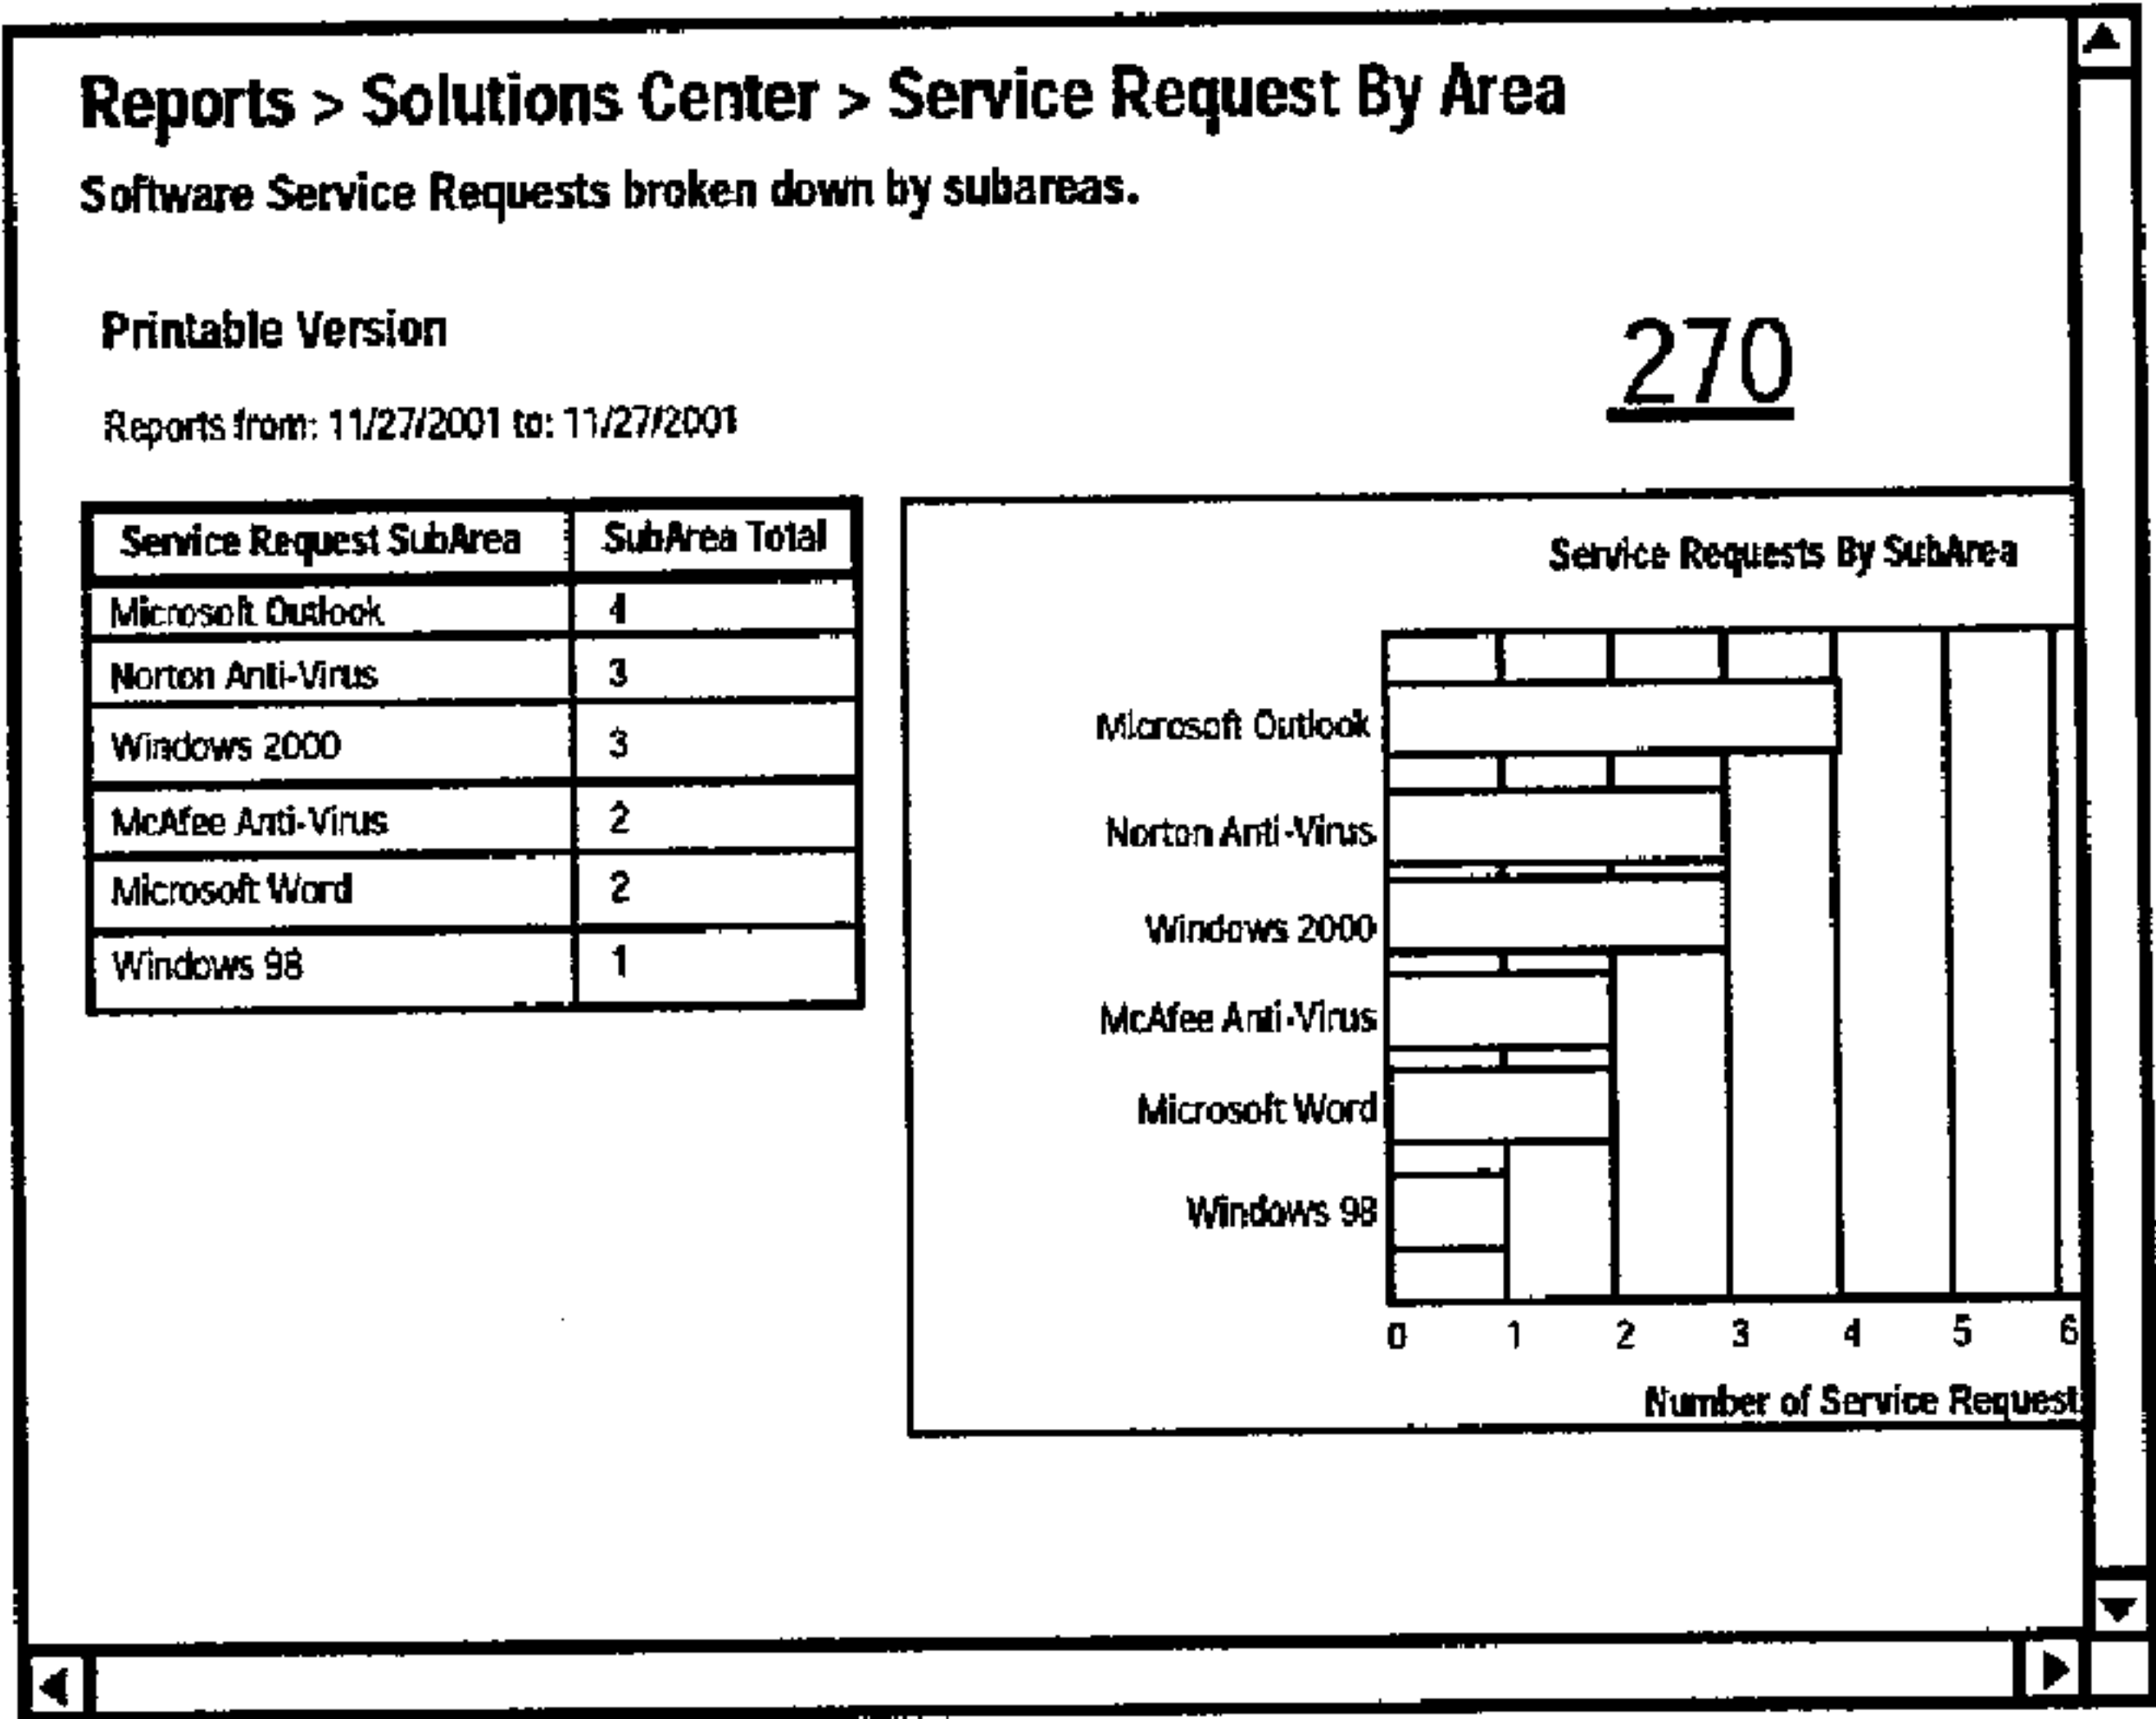 Reports > Solutions Center > Service Request By Area
Software Service Requests broken down by subareas.
Printable Version
270
Reports from: 11/27/2001 to: 11/27/2001
Service Request SubArea SubArea Total
Microsoft Outlook 4
Norton Anti-Virus 3
Windows 2000 3
McAfee Anti-Virus 2
Microsoft Word 2
Windows 98 1
Service Requests By SubArea
Microsoft Outlook
Norton Anti-Virus
Windows 2000
McAfee Anti-Virus
Microsoft Word
Windows 98
0 1 2 3 4 5 6
Number of Service Request